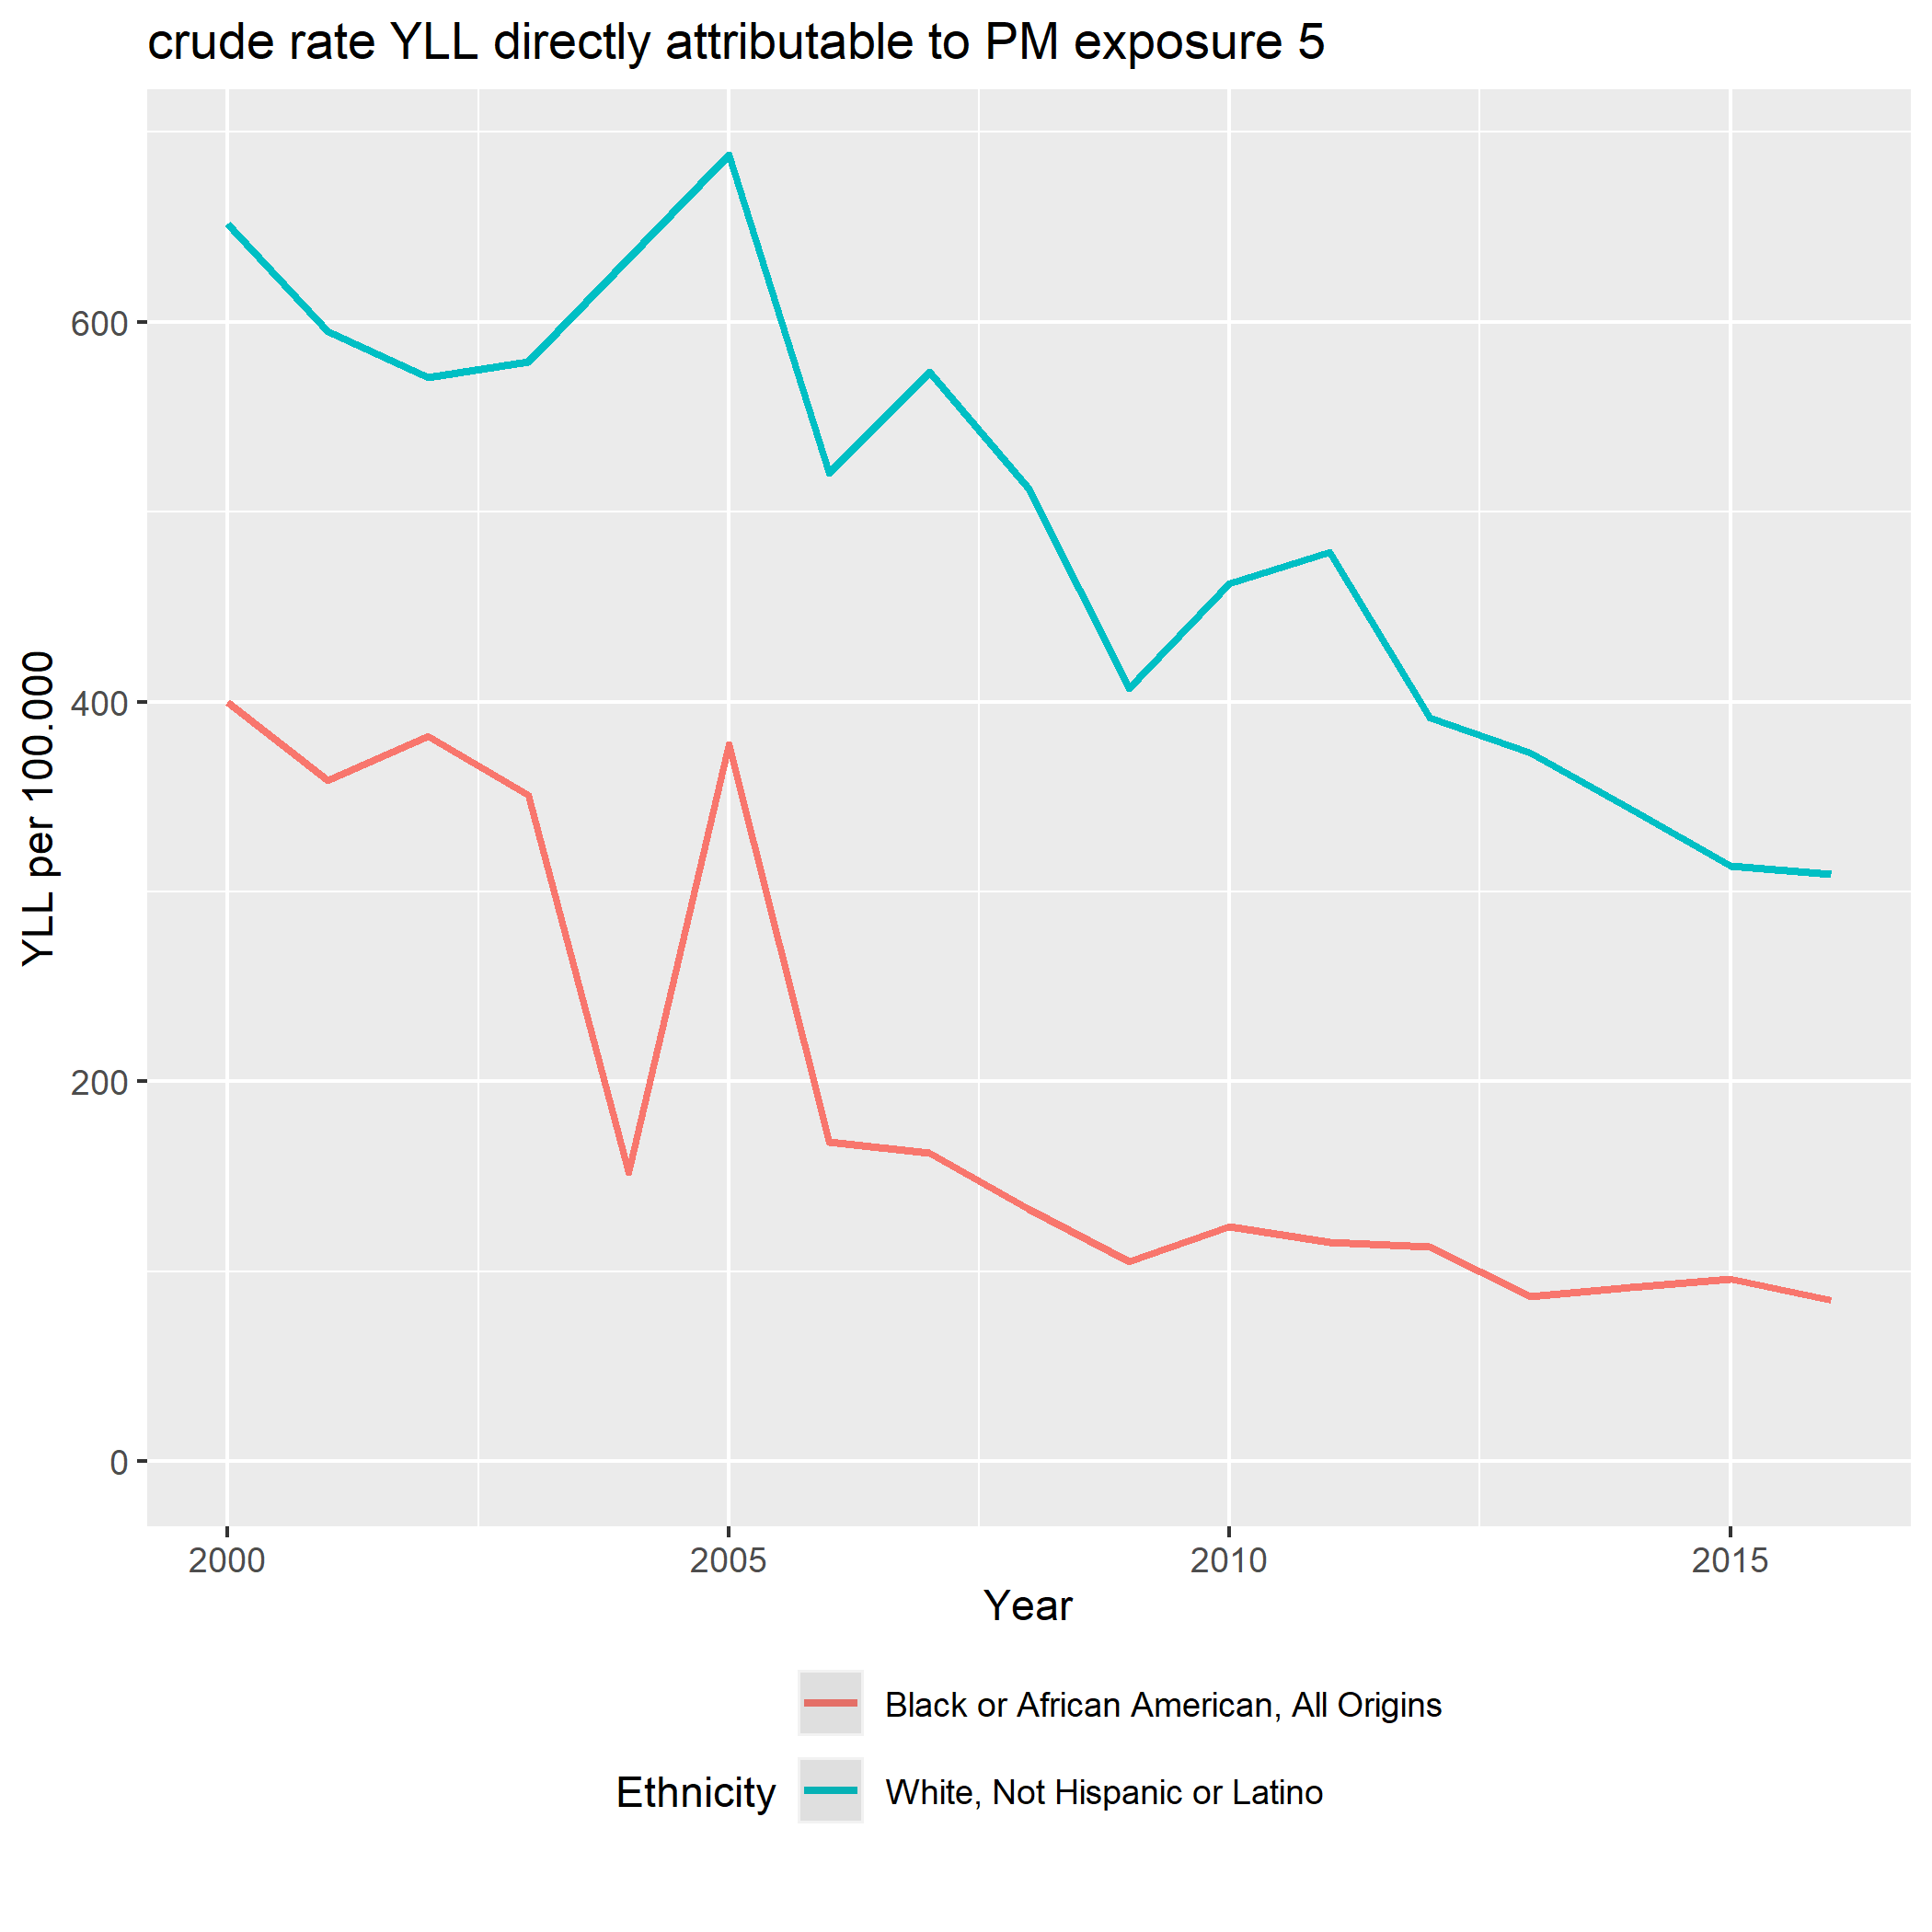 crude rate YLL directly attributable to PM exposure 5
YLL per 100.000
600
400
200
0
2000 2005 2010 2015
Year
Ethnicity
Black or African American, All Origins
White, Not Hispanic or Latino